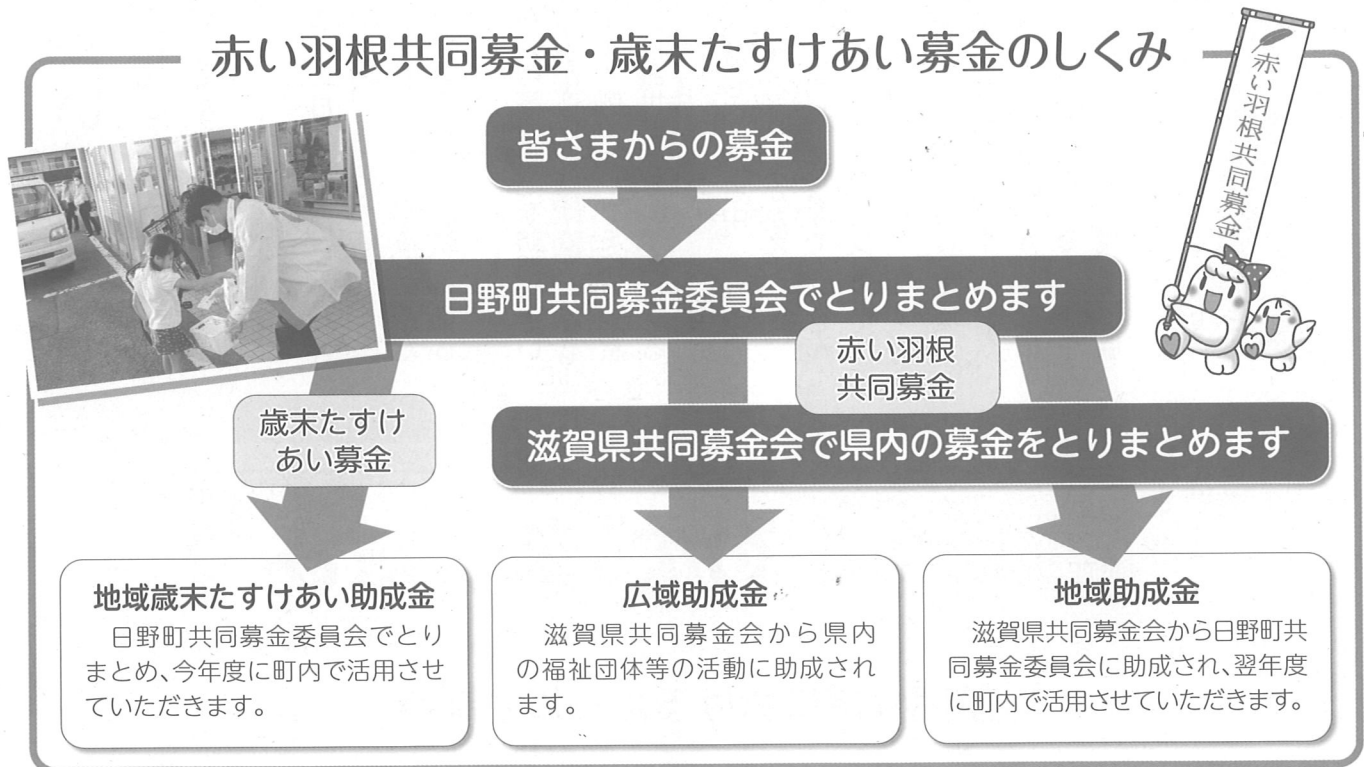 赤い羽根共同募金・歳末たすけあい募金のしくみ
赤い羽根共同募金
皆さまからの募金
日野町共同募金委員会でとりまとめます
赤い羽根
共同募金
歳末たすけ
あい募金
滋賀県共同募金会で県内の募金をとりまとめます
地域歳末たすけあい助成金
日野町共同募金委員会でとり
まとめ、今年度に町内で活用させ
ていただきます。
広域助成金
滋賀県共同募金会から県内
の福祉団体等の活動に助成され
ます。
地域助成金
滋賀県共同募金会から日野町共
同募金委員会に助成され、翌年度
に町内で活用させていただきます。